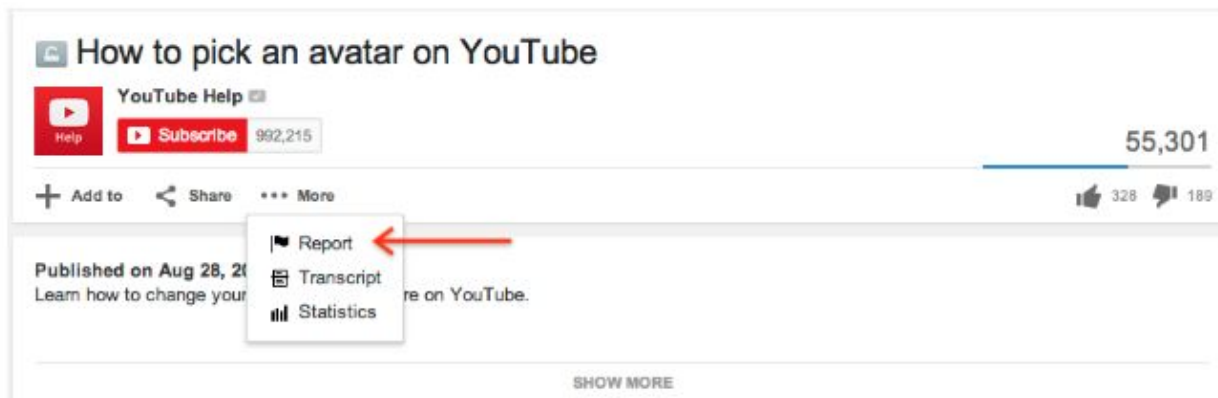 How to pick an avatar on YouTube
YouTube Help
Help
Subscribe 992,215
55,301
Add to Share More
328 189
Report
Published on Aug 28, 20
Transcript
Learn how to change your re on YouTube.
Statistics
SHOW MORE